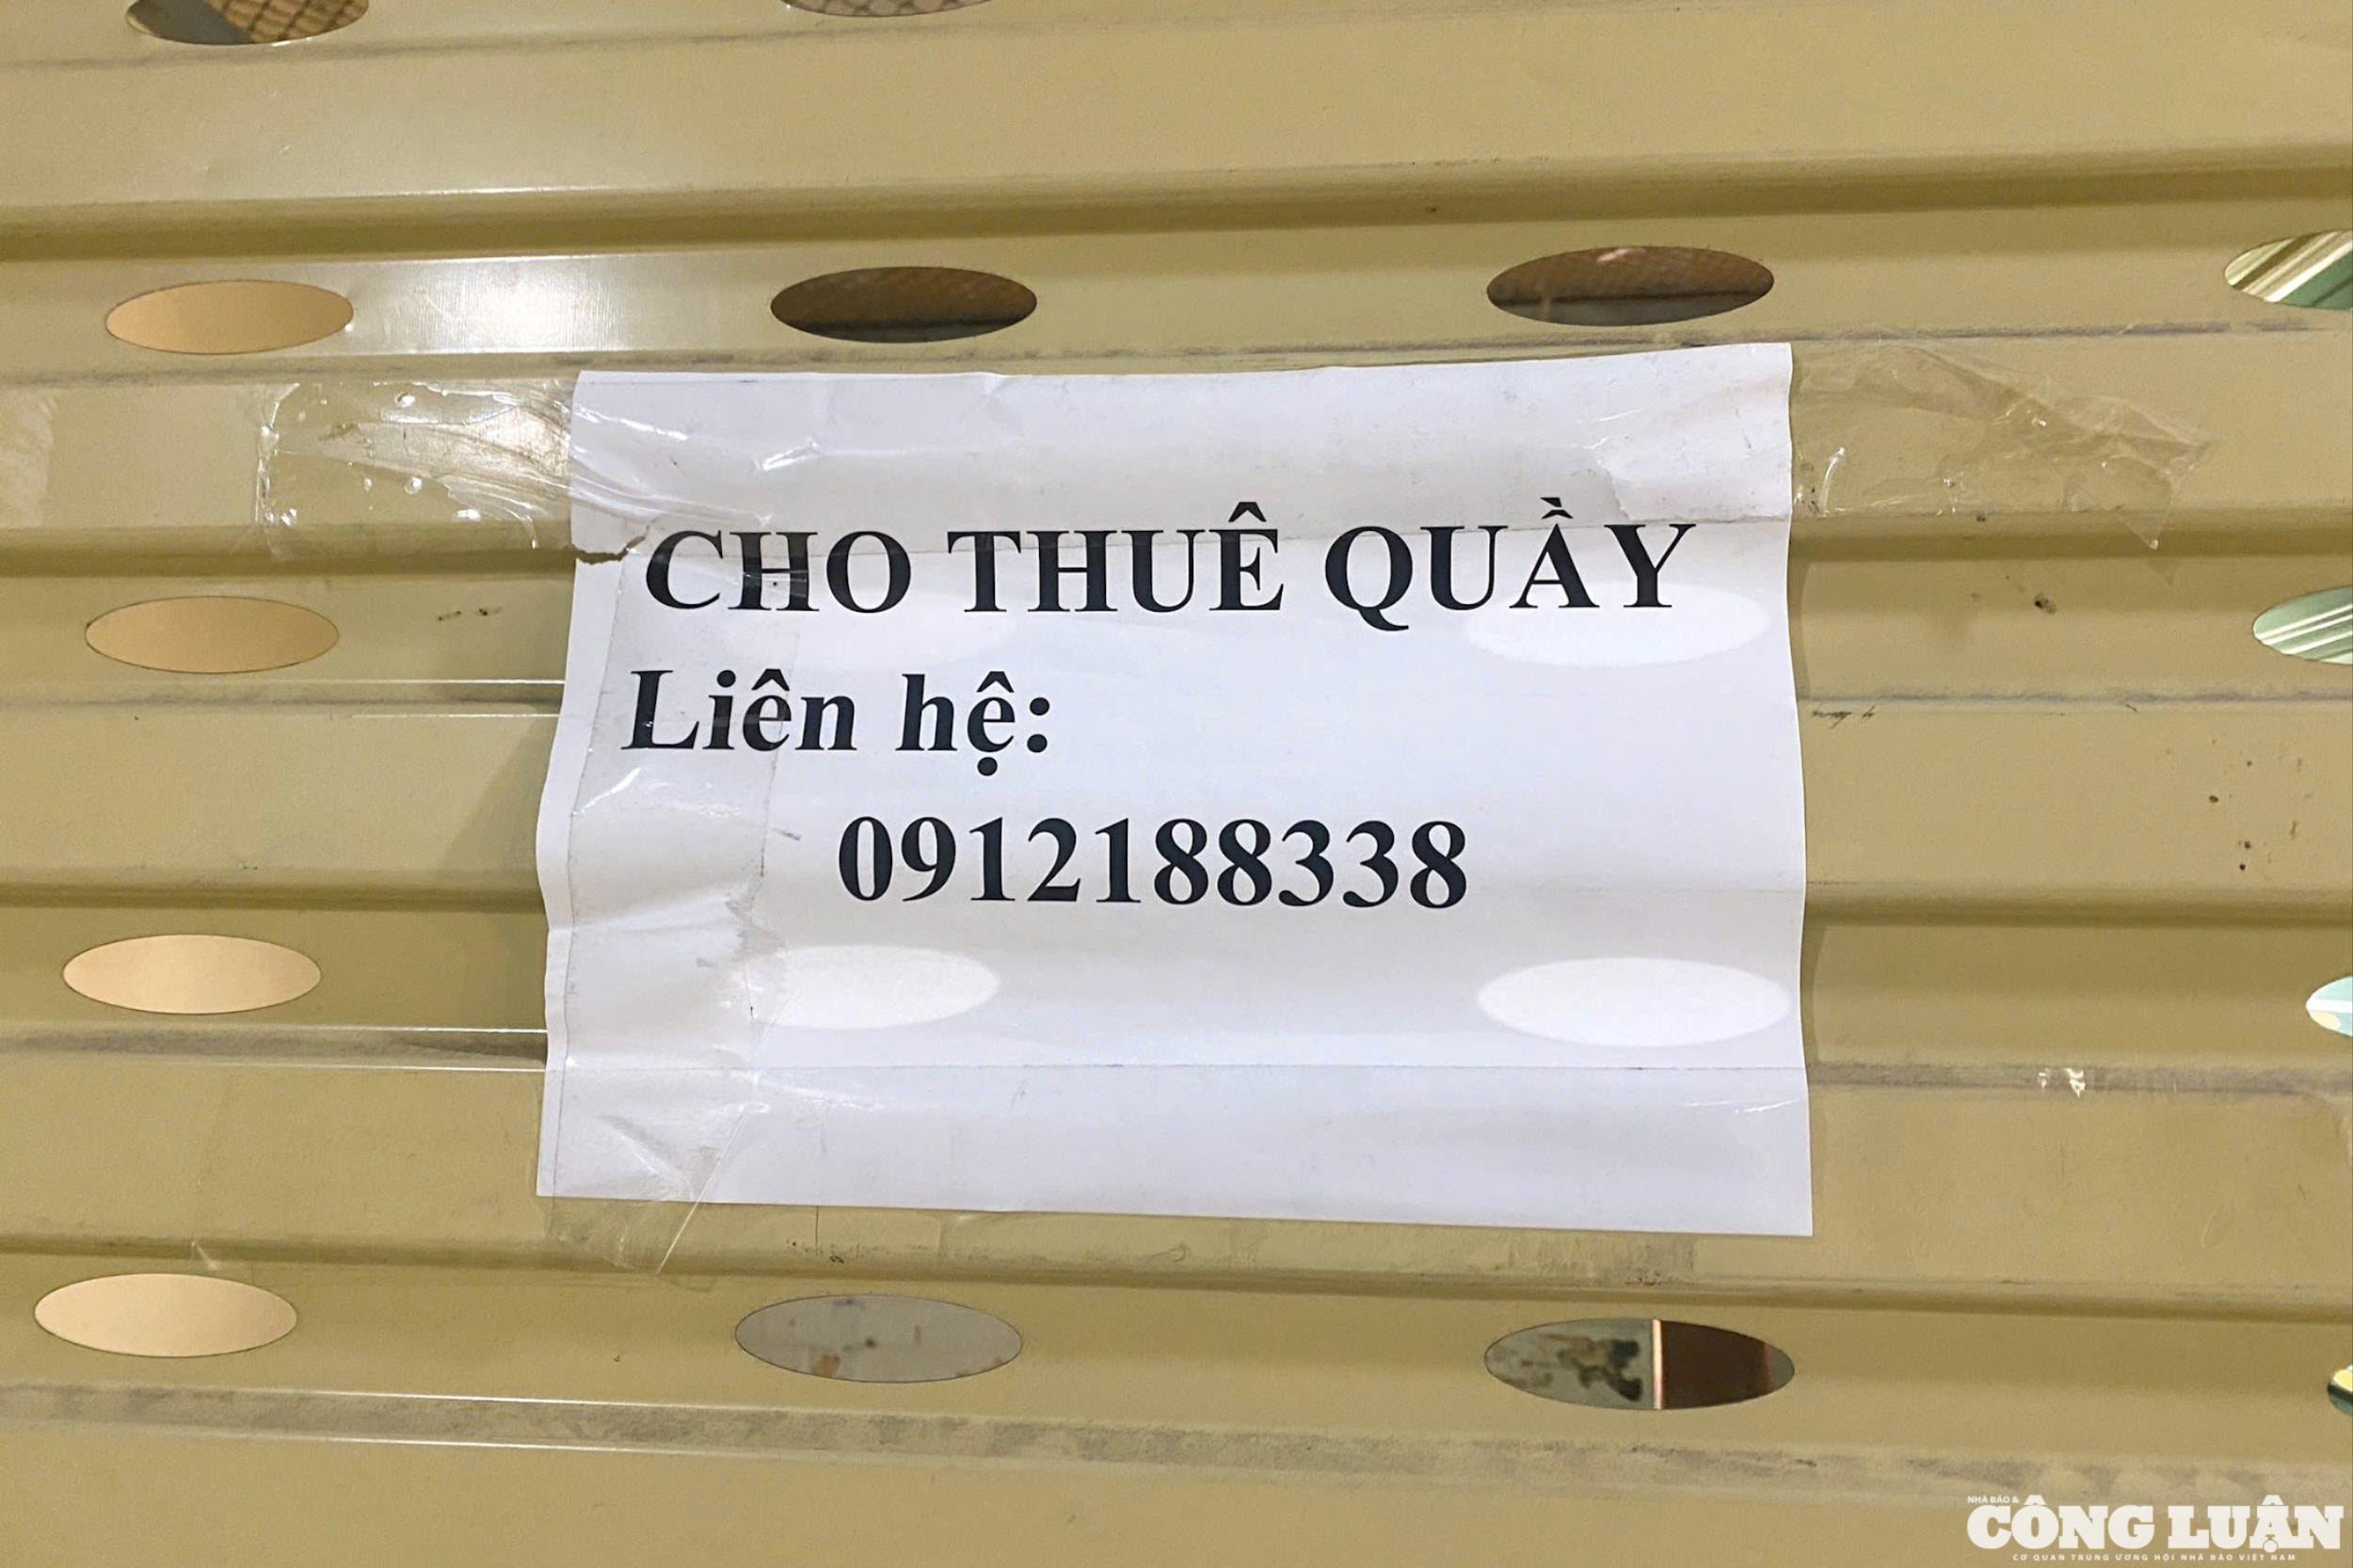 CHO THUÊ QUẦY
Liên hệ:
0912188338
NHÀ BÁO &
CÔNG LUẬN
CƠ QUAN TRUNG ƯƠNG HỘI NHÀ BÁO VIỆT NAM